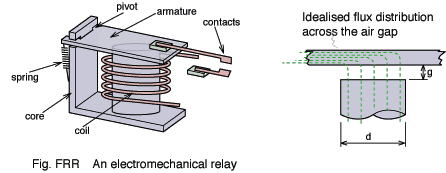 pivot
armature
contacts
spring
core
coil
Fig. FRR An electromechanical relay
Idealised flux distribution
across the air gap
g
d